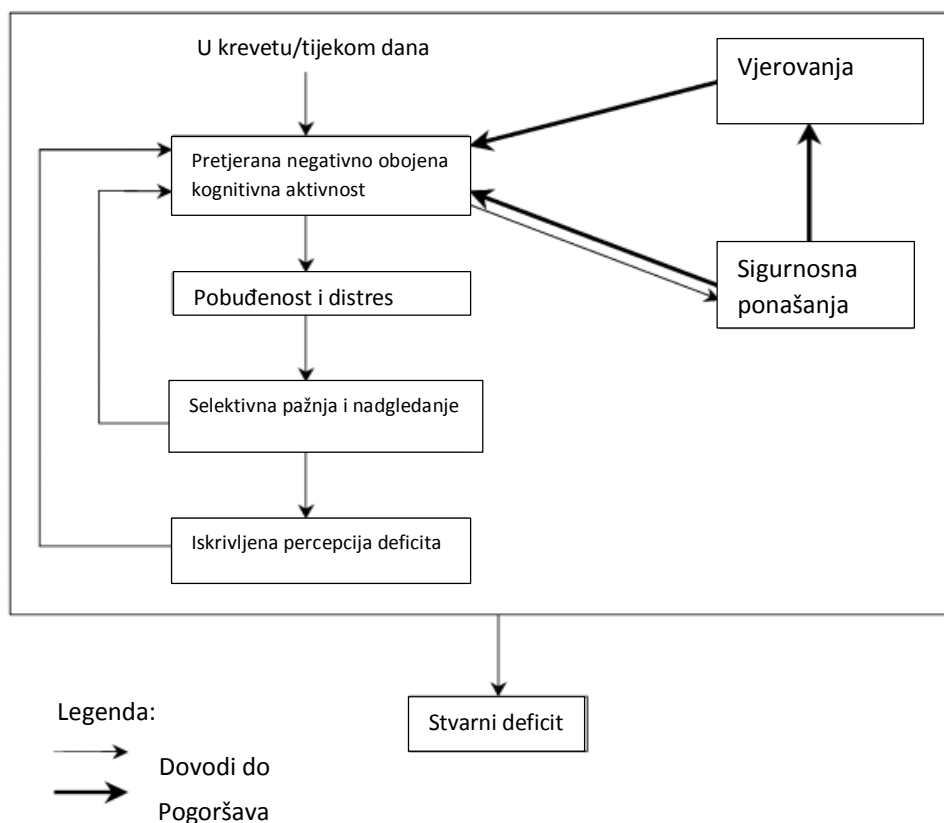 U krevetu/tijekom dana
Vjerovanja
Pretjerana negativno obojena
kognitivna aktivnost
Sigurnosna
ponašanja
Pobuđenost i distres
Selektivna pažnja i nadgledanje
Iskrivljena percepcija deficita
Stvarni deficit
Legenda:
Dovodi do
Pogoršava